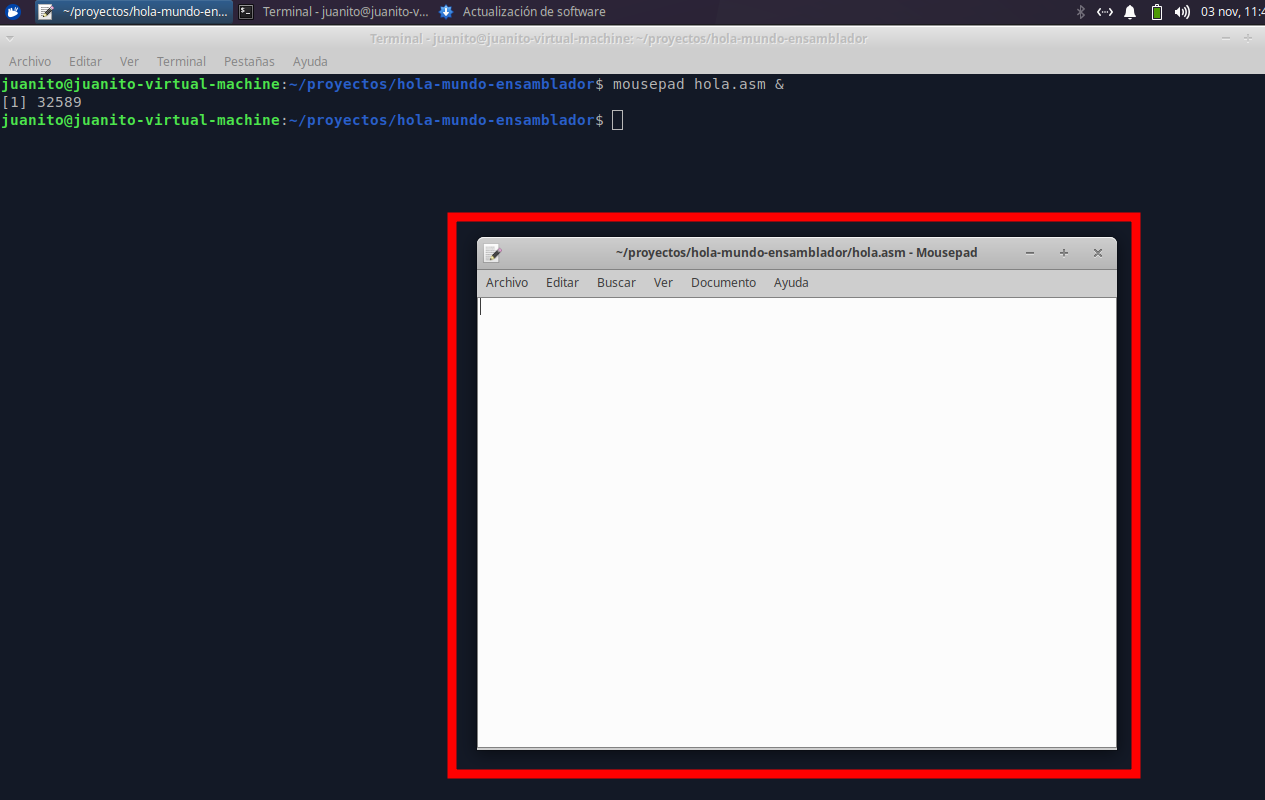 ~/proyectos/hola-mundo-en... Terminal - juanito@juanito-v... Actualización de software 03 nov, 11:4
Terminal - juanito@juanito-virtual-machine: ~/proyectos/hola-mundo-ensamblador
Archivo Editar Ver Terminal Pestañas Ayuda
juanito@juanito-virtual-machine:~/proyectos/hola-mundo-ensamblador$ mousepad hola.asm &
[1] 32589
juanito@juanito-virtual-machine:~/proyectos/hola-mundo-ensamblador$
~/proyectos/hola-mundo-ensamblador/hola.asm - Mousepad
Archivo Editar Buscar Ver Documento Ayuda